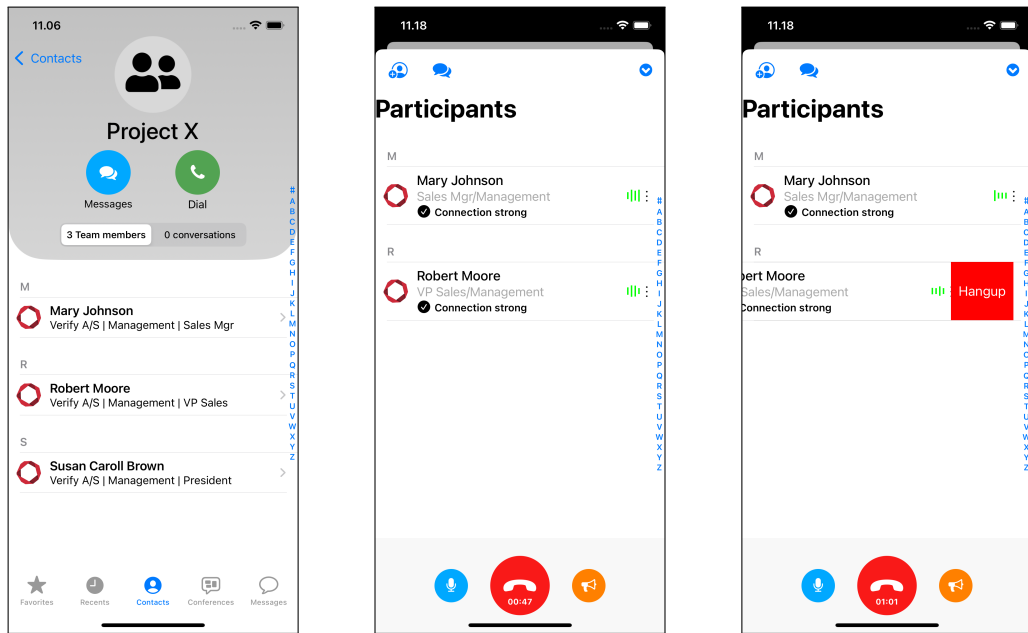 11.06
Contacts
Project X
Messages
Dial
3 Team members
0 conversations
M
Mary Johnson
Verify A/S | Management | Sales Mgr
R
Robert Moore
Verify A/S | Management | VP Sales
S
Susan Caroll Brown
Verify A/S | Management | President
#
A
B
C
D
E
F
G
H
I
J
K
L
M
N
O
P
Q
R
S
T
U
V
W
X
Y
Z
Favorites
Recents
Contacts
Conferences
Messages
11.18
Participants
M
Mary Johnson
Sales Mgr/Management
Connection strong
R
Robert Moore
VP Sales/Management
Connection strong
#
A
B
C
D
E
F
G
H
I
J
K
L
M
N
O
P
Q
R
S
T
U
V
W
X
Y
Z
00:47
11.18
Participants
M
Mary Johnson
Sales Mgr/Management
Connection strong
R
bert Moore
Sales/Management
Connection strong
Hangup
#
A
B
C
D
E
F
G
H
I
J
K
L
M
N
O
P
Q
R
S
T
U
V
W
X
Y
Z
01:01